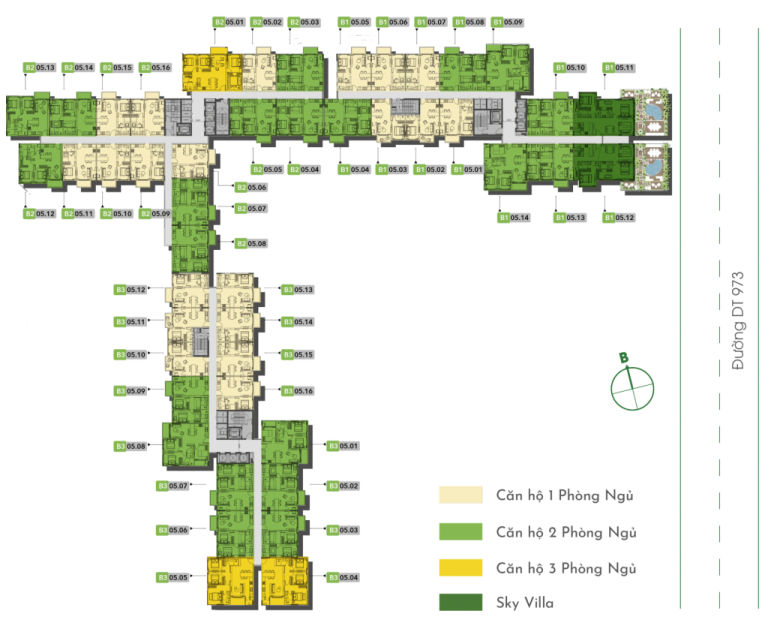 B2 05.01 B2 05.02 B2 05.03 B1 05.05 B1 05.06 B1 05.07 B1 05.08 B1 05.09
B2 05.13 B2 05.14 B2 05.15 B2 05.16 B1 05.10 B1 05.11
B2 05.05 B2 05.04 B1 05.04 B1 05.03 B1 05.02 B1 05.01
B2 05.06
B2 05.12 B2 05.11 B2 05.10 B2 05.09 B2 05.07 B1 05.14 B1 05.13 B1 05.12
B2 05.08
B3 05.12 B3 05.13
B3 05.11 B3 05.14
B3 05.10 B3 05.15
B3 05.09 B3 05.16
B3 05.08 B3 05.01
B3 05.07 B3 05.02
B3 05.06 B3 05.03
B3 05.05 B3 05.04
Đường DT 973
B
Căn hộ 1 Phòng Ngủ
Căn hộ 2 Phòng Ngủ
Căn hộ 3 Phòng Ngủ
Sky Villa